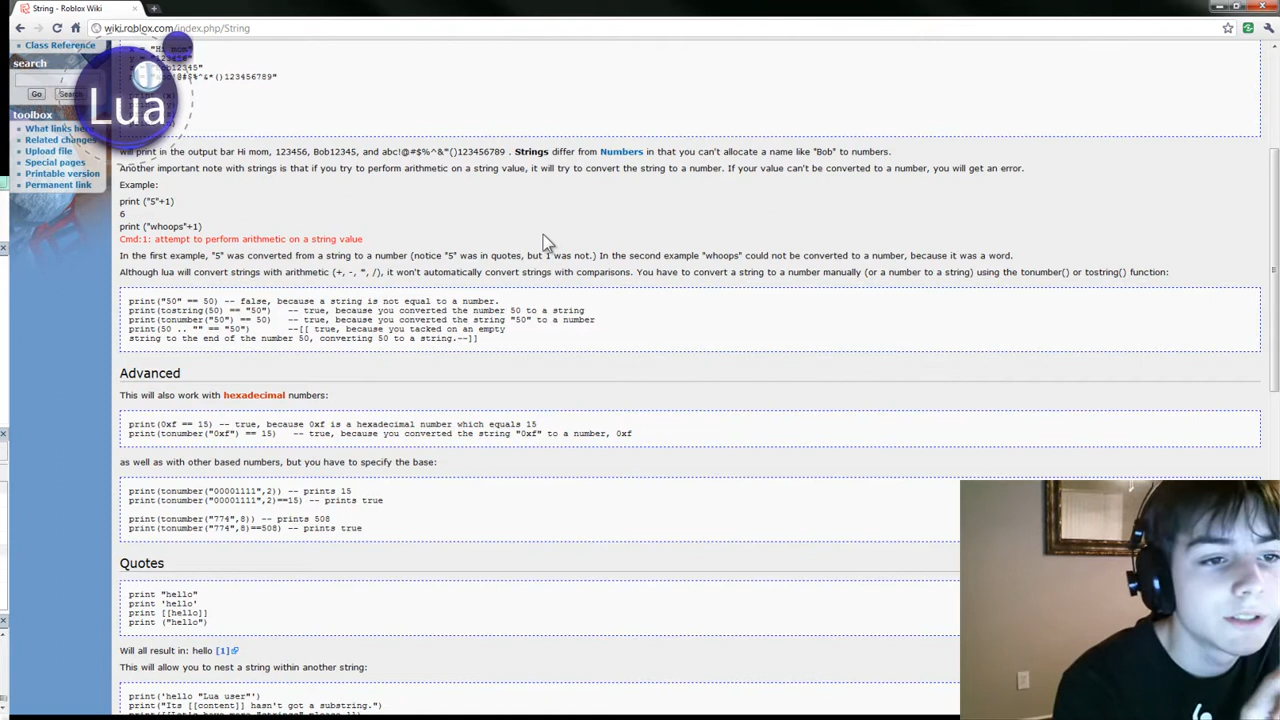 String - Roblox Wiki
wiki.roblox.com/index.php/String
Class Reference
search
Go
Search
toolbox
What links here
Related changes
Upload file
Special pages
Printable version
Permanent link
Lua
x = "Hi mom"
will print in the output bar Hi mom, 123456, Bob12345, and abc!@#$%^&*()123456789 . Strings differ from Numbers in that you can't allocate a name like "Bob" to numbers.
Another important note with strings is that if you try to perform arithmetic on a string value, it will try to convert the string to a number. If your value can't be converted to a number, you will get an error.
Example:
print ("5"+1)
6
print ("whoops"+1)
Cmd:1: attempt to perform arithmetic on a string value
In the first example, "5" was converted from a string to a number (notice "5" was in quotes, but 1 was not.) In the second example "whoops" could not be converted to a number, because it was a word.
Although lua will convert strings with arithmetic (+, -, *, /), it won't automatically convert strings with comparisons. You have to convert a string to a number manually (or a number to a string) using the tonumber() or tostring() function:
print("50" == 50) -- false, because a string is not equal to a number.
print(tostring(50) == "50") -- true, because you converted the number 50 to a string
print(tonumber("50") == 50) -- true, because you converted the string "50" to a number
print(50 .. "" == "50") --[[ true, because you tacked on an empty
string to the end of the number 50, converting 50 to a string.--]]
Advanced
This will also work with hexadecimal numbers:
print(0xf == 15) -- true, because 0xf is a hexadecimal number which equals 15
print(tonumber("0xf") == 15) -- true, because you converted the string "0xf" to a number, 0xf
as well as with other based numbers, but you have to specify the base:
print(tonumber("00001111",2)) -- prints 15
print(tonumber("00001111",2)==15) -- prints true
print(tonumber("774",8)) -- prints 508
print(tonumber("774",8)==508) -- prints true
Quotes
print "hello"
print 'hello'
print [[hello]]
print ("hello")
Will all result in: hello [1]
This will allow you to nest a string within another string:
print('hello "Lua user"')
print("Its [[content]] hasn't got a substring.")
print([[Let's have more "strings" please.]])